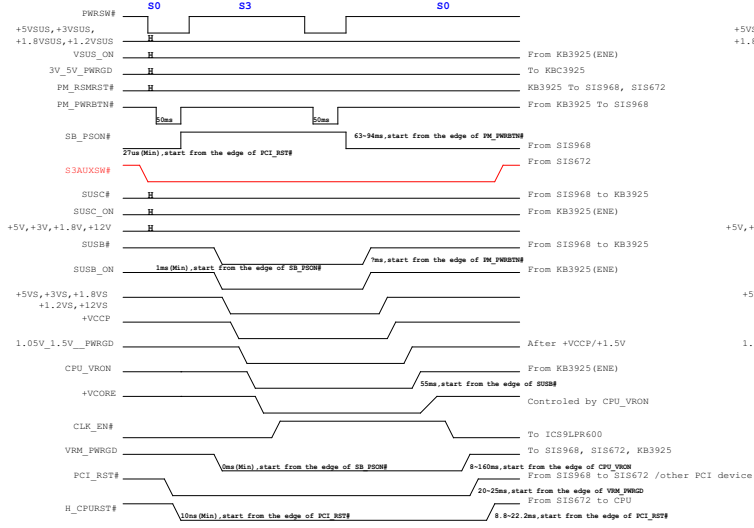 S0 S3 S0
PWRSW#
+5VSUS,+3VSUS,
+1.8VSUS,+1.2VSUS H
VSUS_ON H From KB3925(ENE)
3V_5V_PWRGD H To KBC3925
PM_RSMRST# H KB3925 To SIS968, SIS672
PM_PWRBTN# From KB3925 To SIS968
50ms 50ms
SB_PSON# 63~94ms,start from the edge of PM_PWRBTN#
From SIS968
27us(Min),start from the edge of PCI_RST#
From SIS672
S3AUXSW#
SUSC# H From SIS968 to KB3925
SUSC_ON H From KB3925(ENE)
+5V,+3V,+1.8V,+12V H +5V,+
SUSB# From SIS968 to KB3925
?ms,start from the edge of PM_PWRBTN#
SUSB_ON 1ms(Min),start from the edge of SB_PSON# From KB3925(ENE)
+5VS,+3VS,+1.8VS +5
+1.2VS,+12VS
+VCCP
1.05V_1.5V__PWRGD After +VCCP/+1.5V 1.
CPU_VRON From KB3925(ENE)
55ms,start from the edge of SUSB#
+VCORE Controled by CPU_VRON
CLK_EN# To ICS9LPR600
VRM_PWRGD To SIS968, SIS672, KB3925
0ms(Min),start from the edge of SB_PSON# 8~160ms,start from the edge of CPU_VRON
PCI_RST# From SIS968 to SIS672 /other PCI device
20~25ms,start from the edge of VRM_PWRGD
H_CPURST# From SIS672 to CPU
10ns(Min),start from the edge of PCI_RST# 8.8~22.2ms,start from the edge of PCI_RST#
+5VS
+1.8